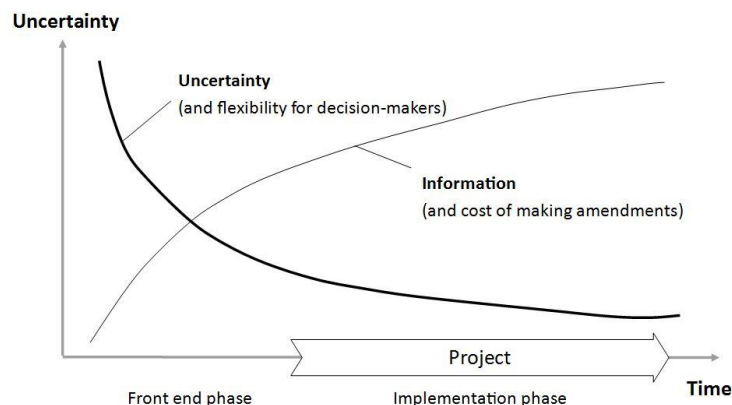 Uncertainty
Uncertainty
(and flexibility for decision-makers)
Information
(and cost of making amendments)
Project
Time
Front end phase
Implementation phase